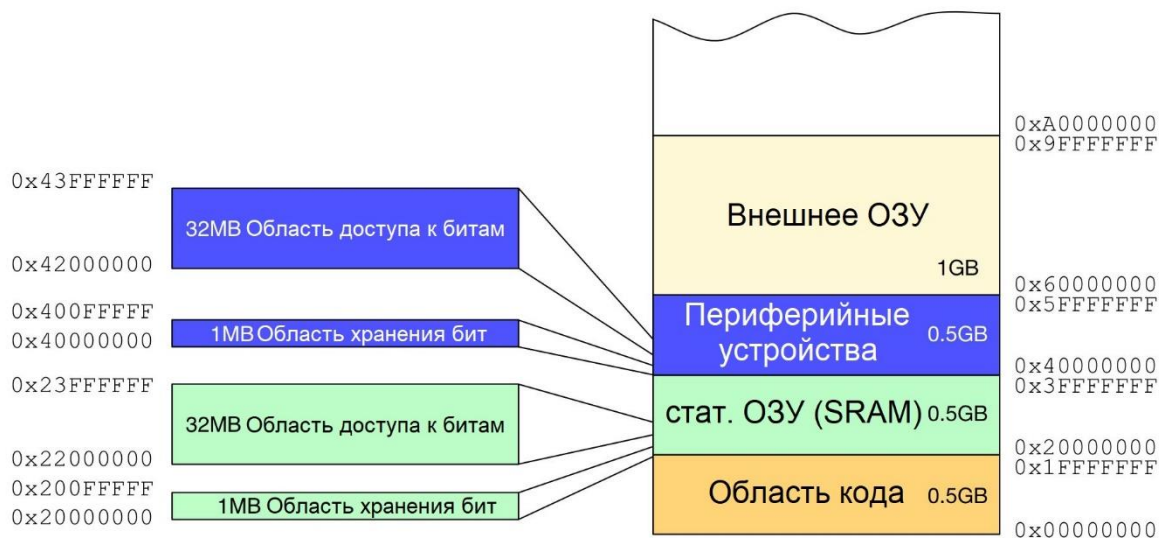 0xA0000000
0x9FFFFFFF
Внешнее ОЗУ
1GB
0x60000000
0x5FFFFFFF
Периферийные
устройства
0.5GB
0x40000000
0x3FFFFFFF
стат. ОЗУ (SRAM) 0.5GB
0x20000000
0x1FFFFFFF
Область кода 0.5GB
0x00000000
0x43FFFFFF
32MB Область доступа к битам
0x42000000
0x400FFFFF
1MB Область хранения бит
0x40000000
0x23FFFFFF
32MB Область доступа к битам
0x22000000
0x200FFFFF
1MB Область хранения бит
0x20000000